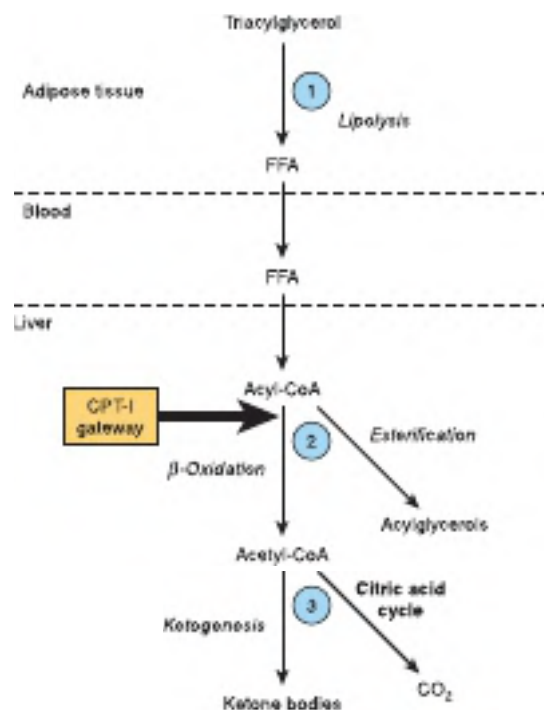 Triacylglycerol
1
Adipose tissue
Lipolysis
FFA
Blood
FFA
Liver
Acyl-CoA
CPT-I
gateway
2
Esterification
β-Oxidation
Acylglycerols
Acetyl-CoA
Citric acid
cycle
3
Ketogenesis
CO₂
Ketone bodies